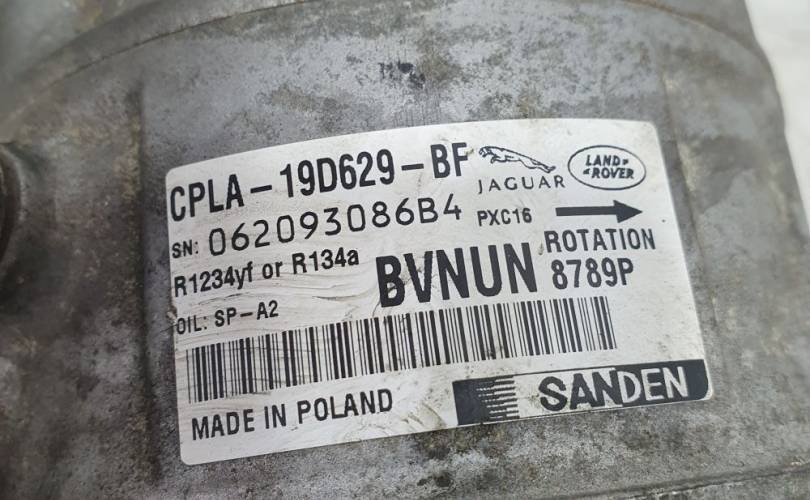 CPLA-19D629-BF
JAGUAR
LAND-
ROVER
SN: 062093086B4
PXC16
R1234yf or R134a
BVNUN
ROTATION
8789P
OIL: SP-A2
MADE IN POLAND
SANDEN